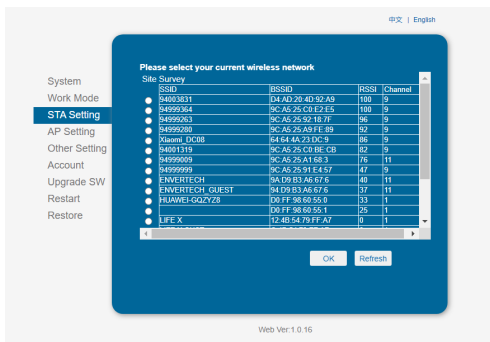 中文 | English
Please select your current wireless network
Site Survey
SSID BSSID RSSI Channel
94003831 D4:AD:20:4D:92:A9 100 9
94999364 9C:A5:25:C0:E2:E5 100 9
94999263 9C:A5:25:92:18:7F 96 9
94999280 9C:A5:25:A9:FE:89 92 9
Xiaomi_DC08 64:64:4A:23:DC:9 86 9
94001319 9C:A5:25:C0:BE:CB 82 9
94999009 9C:A5:25:A1:68:3 76 11
94999999 9C:A5:25:91:E4:57 47 9
ENVERTECH 9A:D9:B3:A6:67:6 40 11
ENVERTECH_GUEST 94:D9:B3:A6:67:6 37 11
HUAWEI-GQZYZ8 D0:FF:98:60:55:0 33 1
D0:FF:98:60:55:1 25 1
LIFE X 12:4B:54:79:FF:A7 0 1
System
Work Mode
STA Setting
AP Setting
Other Setting
Account
Upgrade SW
Restart
Restore
OK Refresh
Web Ver:1.0.16